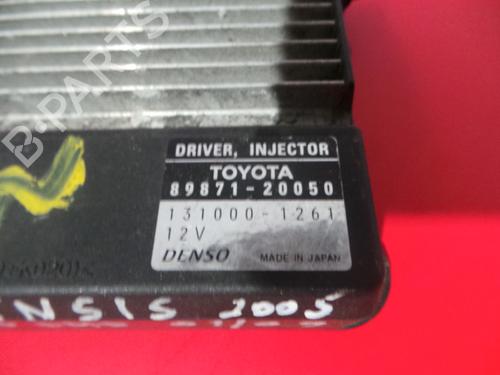 B-PARTS
DRIVER, INJECTOR
TOYOTA
89871-20050
131000-1261
12V
DENSO MADE IN JAPAN
NSIS 2005